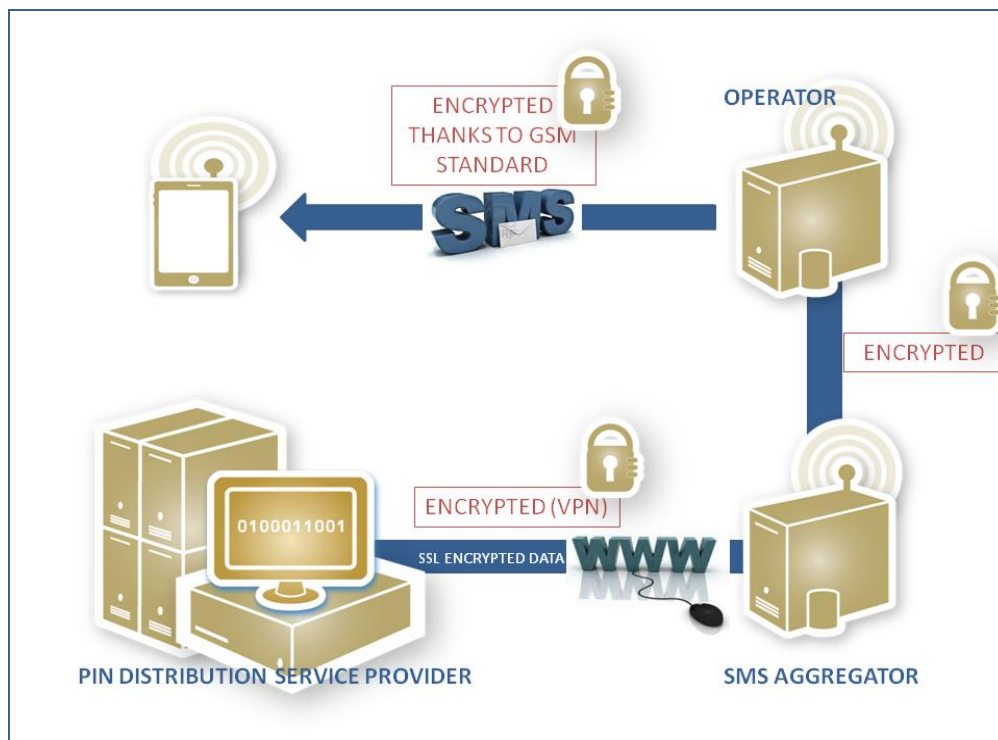 ENCRYPTED
THANKS TO GSM
STANDARD
OPERATOR
SMS
ENCRYPTED
ENCRYPTED (VPN)
0100011001
SSL ENCRYPTED DATA
WWW
PIN DISTRIBUTION SERVICE PROVIDER
SMS AGGREGATOR